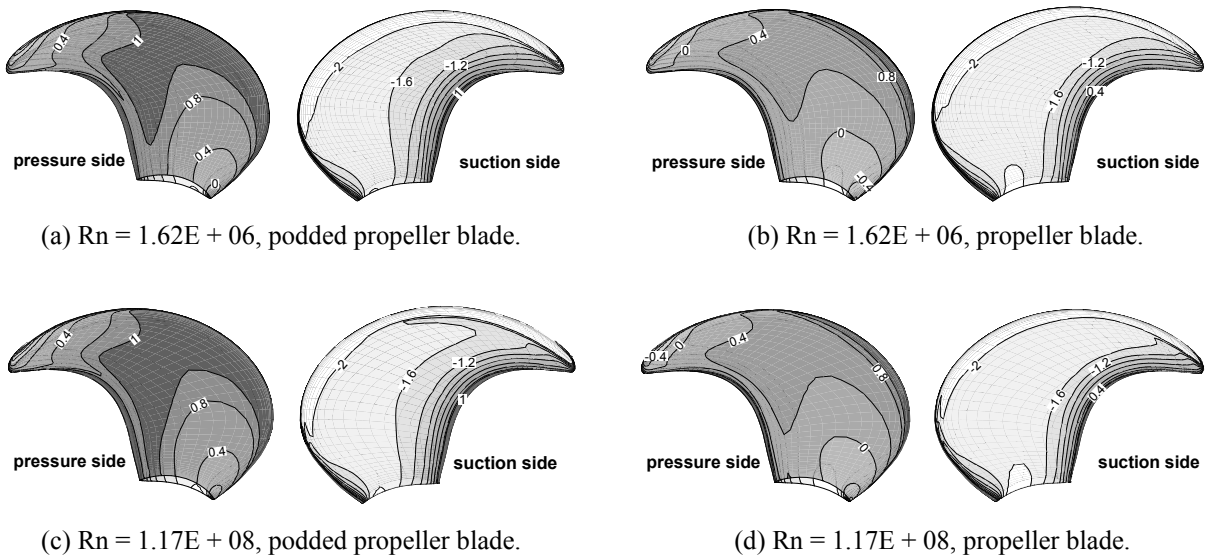 0.4
1
0.8
0.4
0
-2
-1.6
-1.2
1
pressure side
suction side
(a) Rn = 1.62E + 06, podded propeller blade.
0
0.4
0.8
0
-0.4
-2
-1.2
-1.6
0.4
pressure side
suction side
(b) Rn = 1.62E + 06, propeller blade.
0.4
1
0.8
0.4
-2
-1.6
-1.2
1
pressure side
suction side
(c) Rn = 1.17E + 08, podded propeller blade.
-0.4
0
0.4
0.8
0
-2
-1.2
-1.6
0.4
pressure side
suction side
(d) Rn = 1.17E + 08, propeller blade.